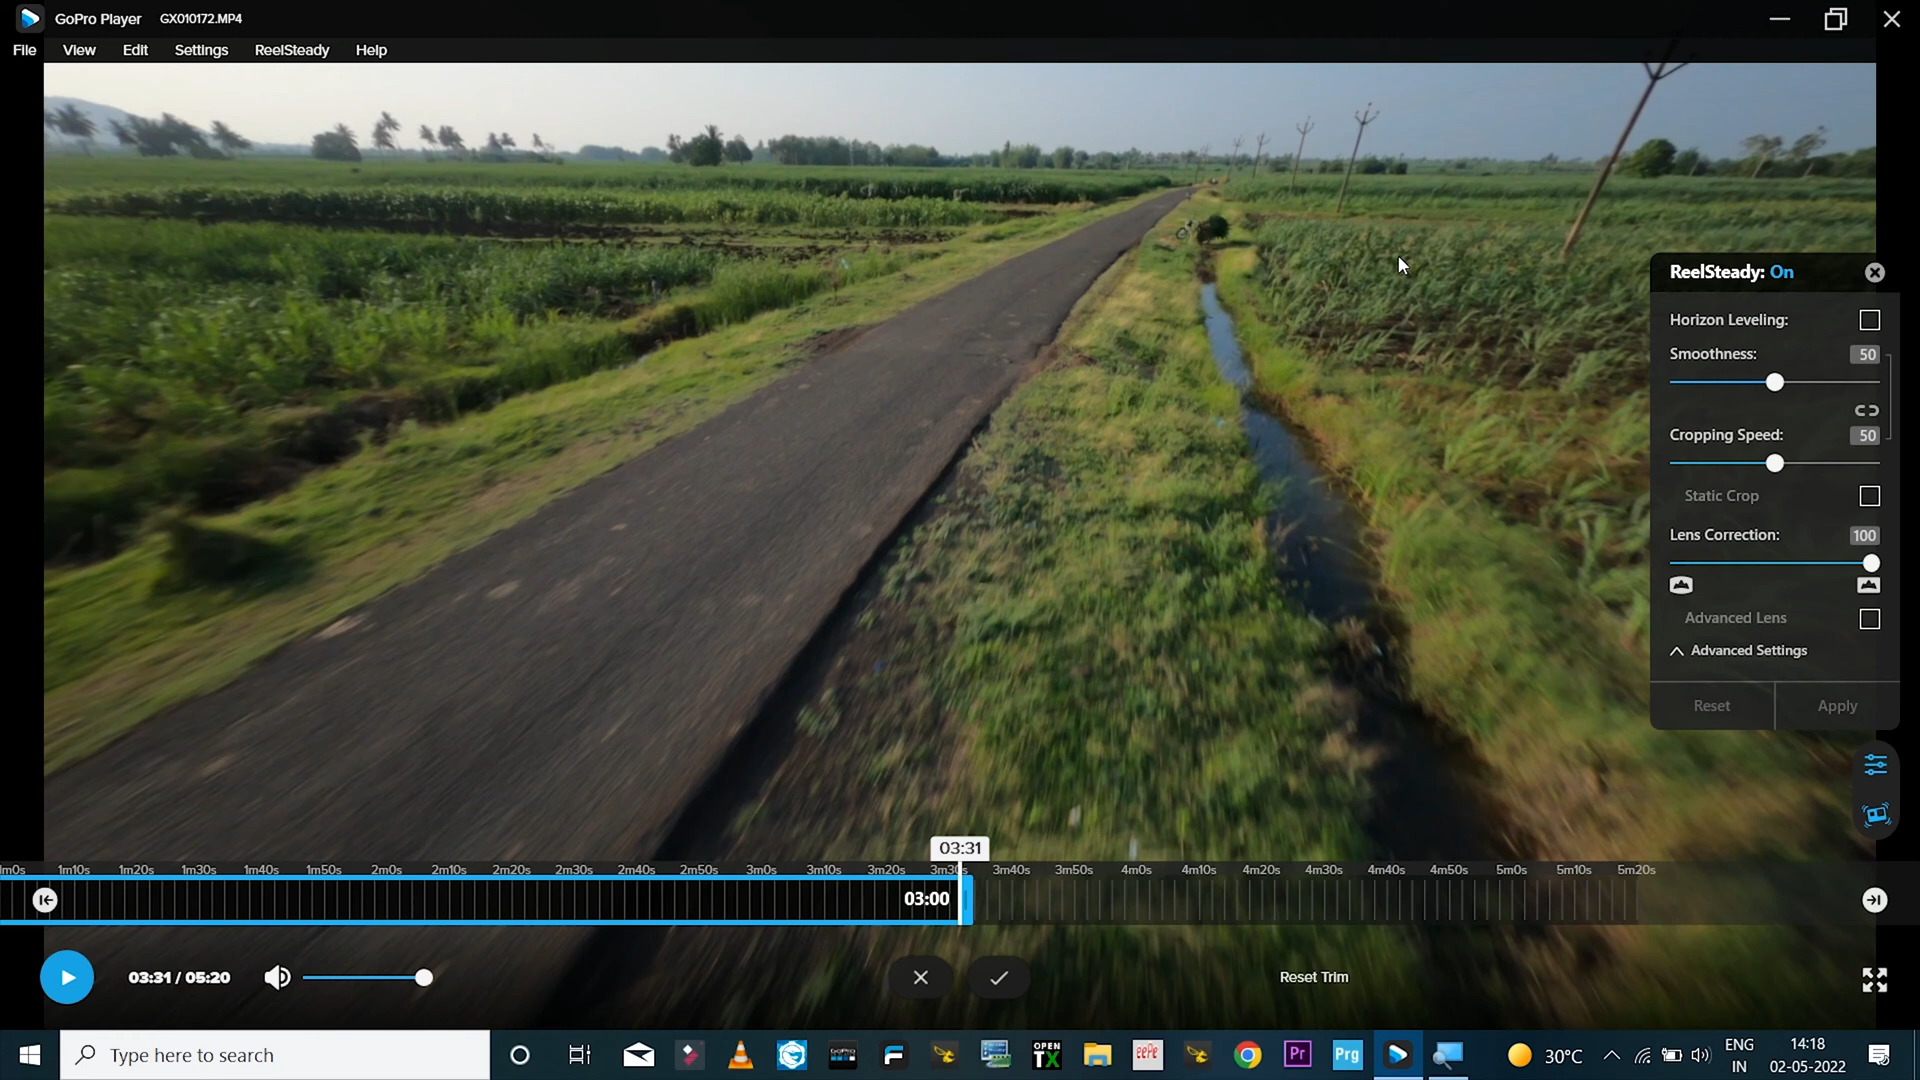 GoPro Player GX010172.MP4
File View Edit Settings ReelSteady Help
ReelSteady: On
Horizon Leveling:
Smoothness: 50
Cropping Speed: 50
Static Crop
Lens Correction: 100
Advanced Lens
Advanced Settings
Reset Apply
03:31
1m10s 1m20s 1m30s 1m40s 1m50s 2m0s 2m10s 2m20s 2m30s 2m40s 2m50s 3m0s 3m10s 3m20s 3m30s 3m40s 3m50s 4m0s 4m10s 4m20s 4m30s 4m40s 4m50s 5m0s 5m10s 5m20s
03:00
03:31 / 05:20 Reset Trim
Type here to search
GoPro
OPEN TX
eePe
Pr
Prg
30°C
ENG
IN
14:18
02-05-2022